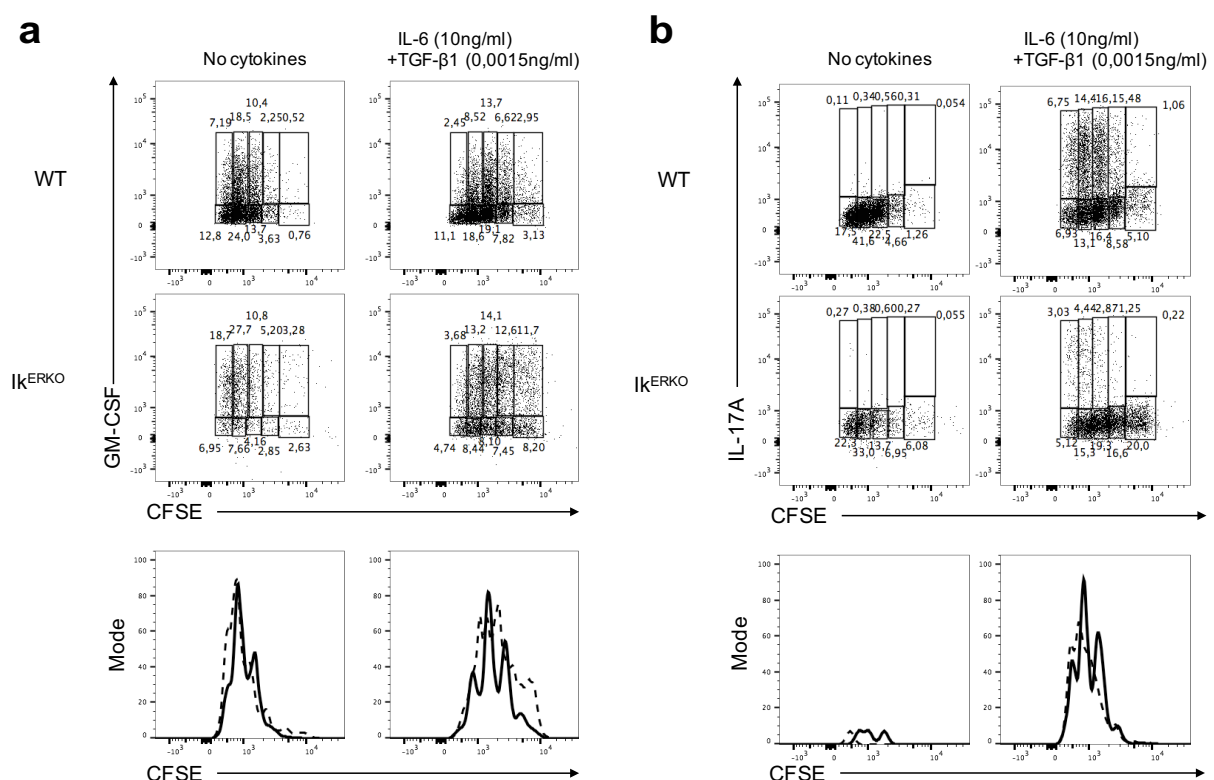 a
No cytokines
IL-6 (10ng/ml)
+TGF-β1 (0,0015ng/ml)
WT
10,4
7,19 18,5 2,25 0,52
12,8 24,0 13,7 3,63 0,76
13,7
2,45 8,52 6,62 2,95
11,1 18,6 19,1 7,82 3,13
Ik^ERKO
10,8
18,7 27,7 5,20 3,28
6,95 7,66 4,16 2,85 2,63
14,1
3,68 13,2 12,6 11,7
4,74 8,44 8,10 7,45 8,20
GM-CSF
CFSE
Mode
CFSE
b
No cytokines
IL-6 (10ng/ml)
+TGF-β1 (0,0015ng/ml)
WT
0,11 0,34 0,56 0,31 0,054
17,5 41,6 22,5 4,66 1,26
6,75 14,4 16,1 5,48 1,06
6,93 13,1 16,4 8,58 5,10
Ik^ERKO
0,27 0,38 0,60 0,27 0,055
22,3 33,0 13,7 6,95 6,08
3,03 4,44 2,87 1,25 0,22
5,12 15,3 19,3 16,6 20,0
IL-17A
CFSE
Mode
CFSE